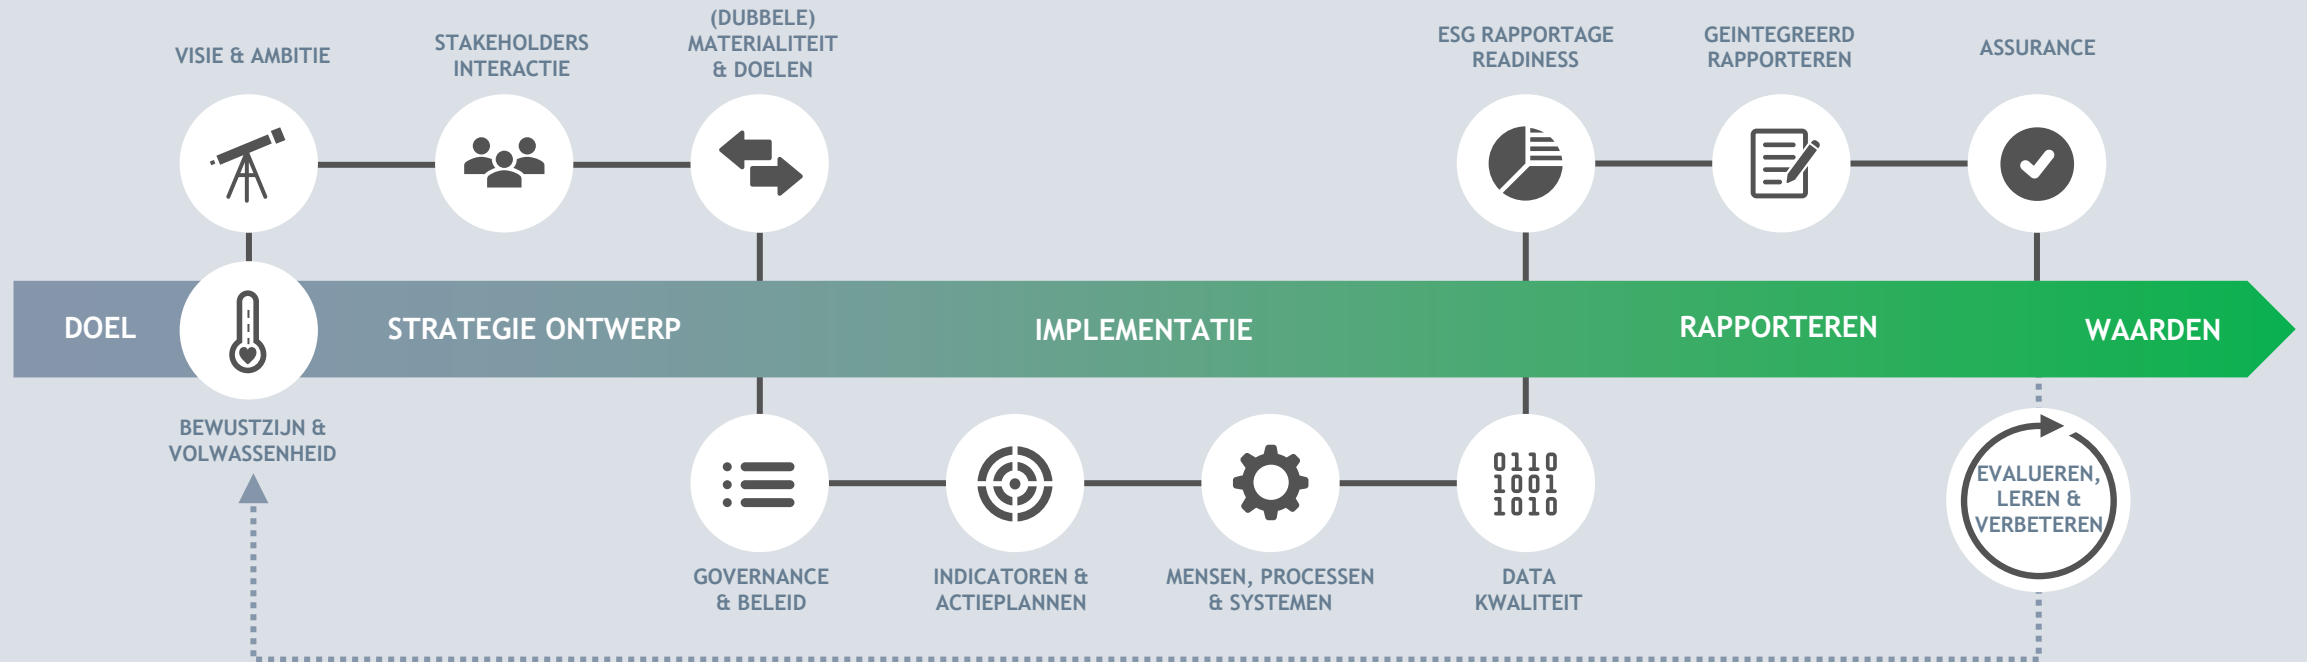 VISIE & AMBITIE
STAKEHOLDERS
INTERACTIE
(DUBBELE)
MATERIALITEIT
& DOELEN
ESG RAPPORTAGE
READINESS
GEINTEGREERD
RAPPORTEREN
ASSURANCE
DOEL
STRATEGIE ONTWERP
IMPLEMENTATIE
RAPPORTEREN
WAARDEN
BEWUSTZIJN &
VOLWASSENHEID
0110
1001
1010
EVALUEREN,
LEREN &
VERBETEREN
GOVERNANCE
& BELEID
INDICATOREN &
ACTIEPLANNEN
MENSEN, PROCESSEN
& SYSTEMEN
DATA
KWALITEIT